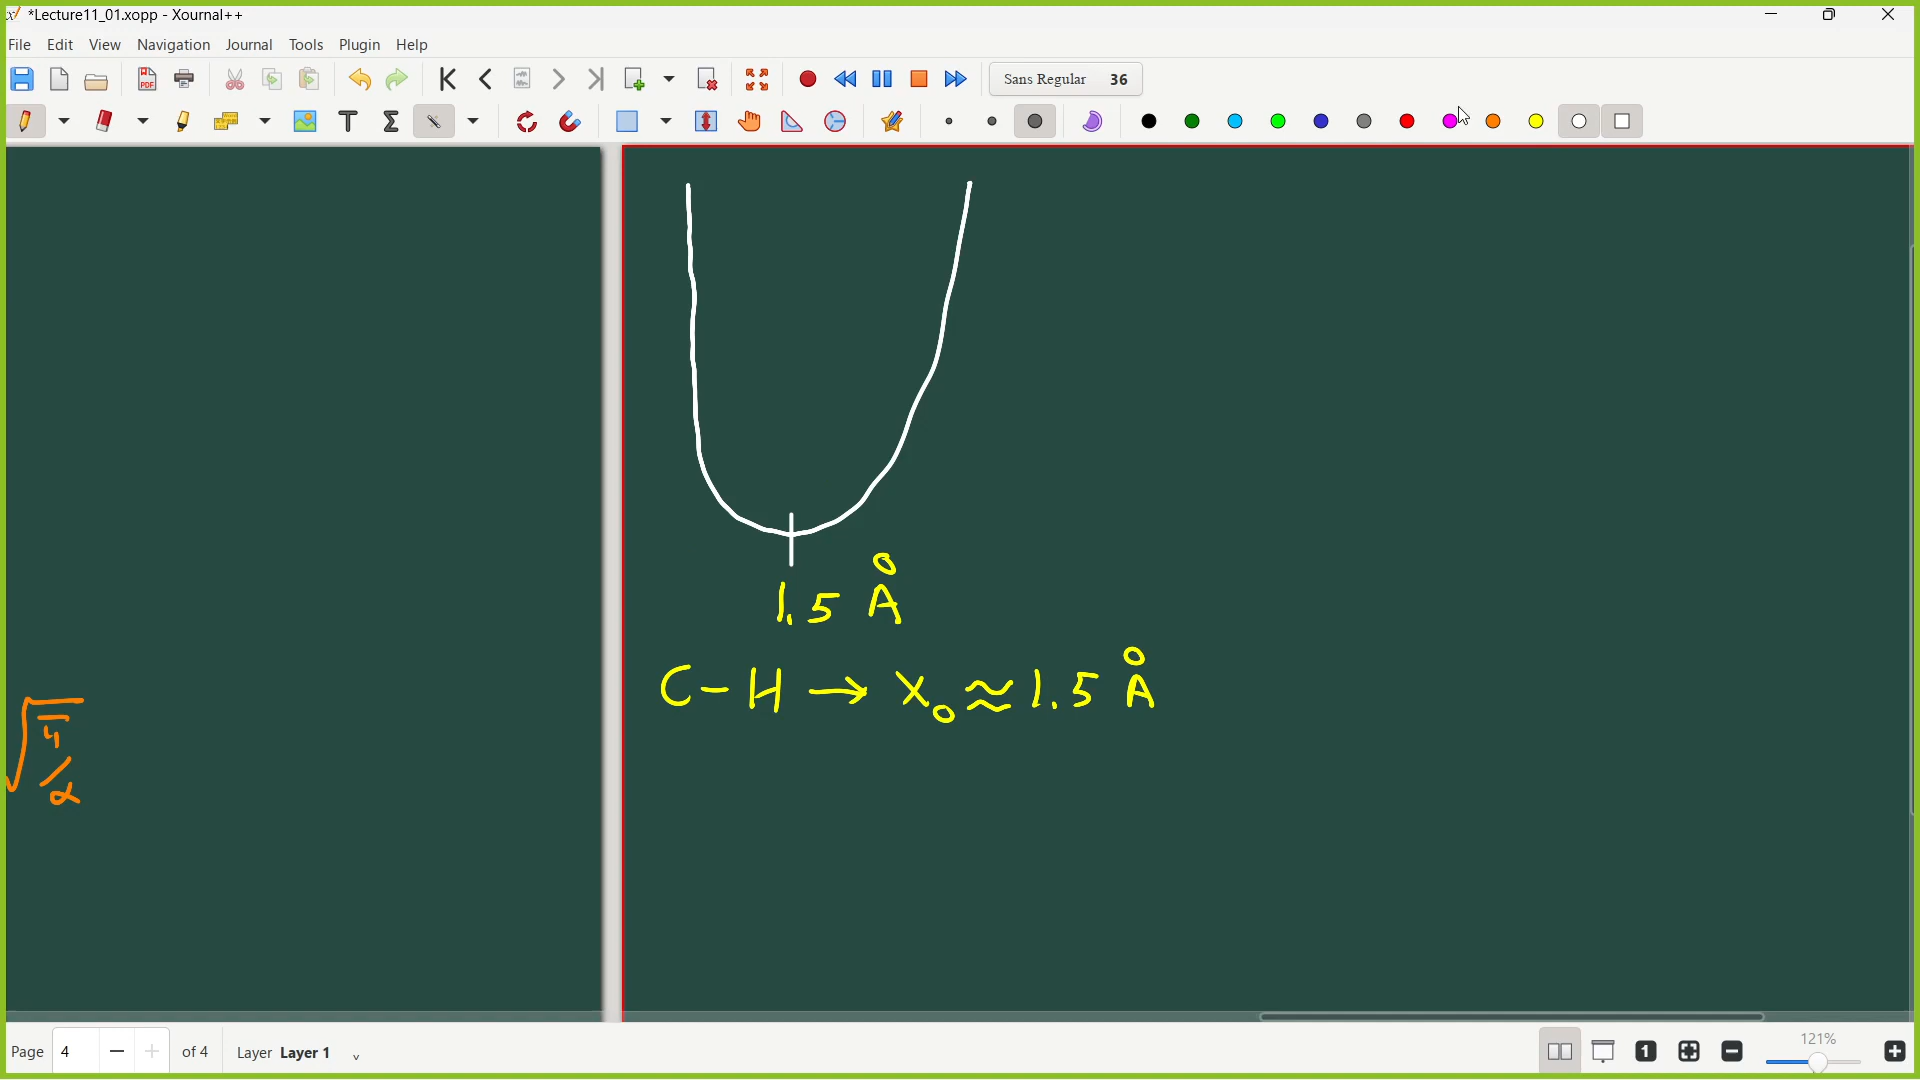 *Lecture11_01.xopp - Xournal++
File Edit View Navigation Journal Tools Plugin Help
Sans Regular 36
1.5 Å
C-H → x₀ ≈ 1.5 Å
Page 4 of 4 Layer Layer 1 121%